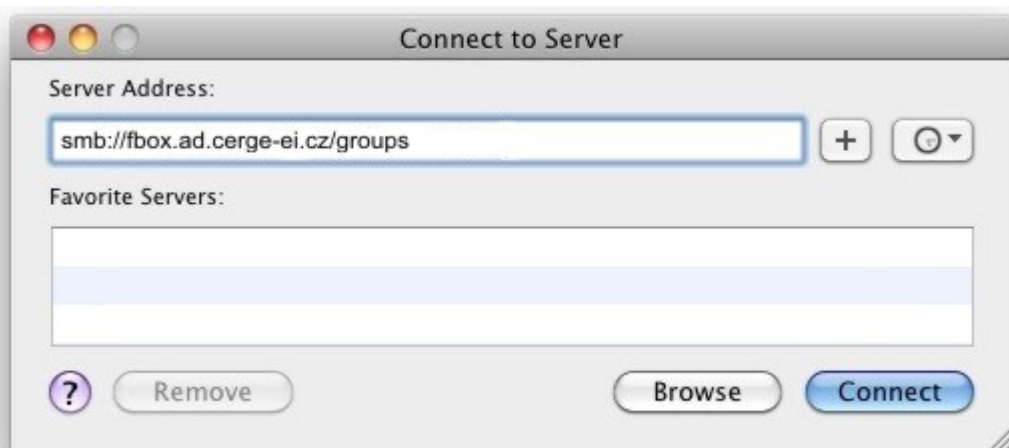 Connect to Server
Server Address:
smb://fbox.ad.cerge-ei.cz/groups
+
Favorite Servers:
? Remove Browse Connect